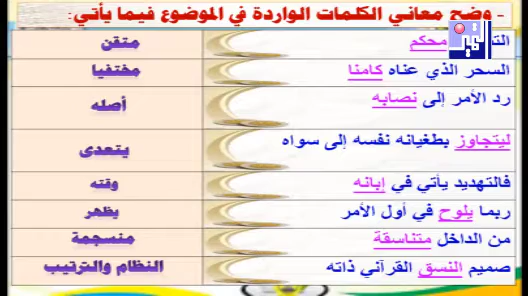 - وضح معاني الكلمات الواردة في الموضوع فيما يأتي:
محكم متقن
السحر الذي عناه كامنا مختفيا
رد الأمر إلى نصابه أصله
ليتجاوز بطغيانه نفسه إلى سواه يتعدى
فالتهديد يأتي في إبانه وقته
ربما يلوح في أول الأمر يظهر
من الداخل متناسقة منسجمة
صميم النسق القرآني ذاته النظام والترتيب